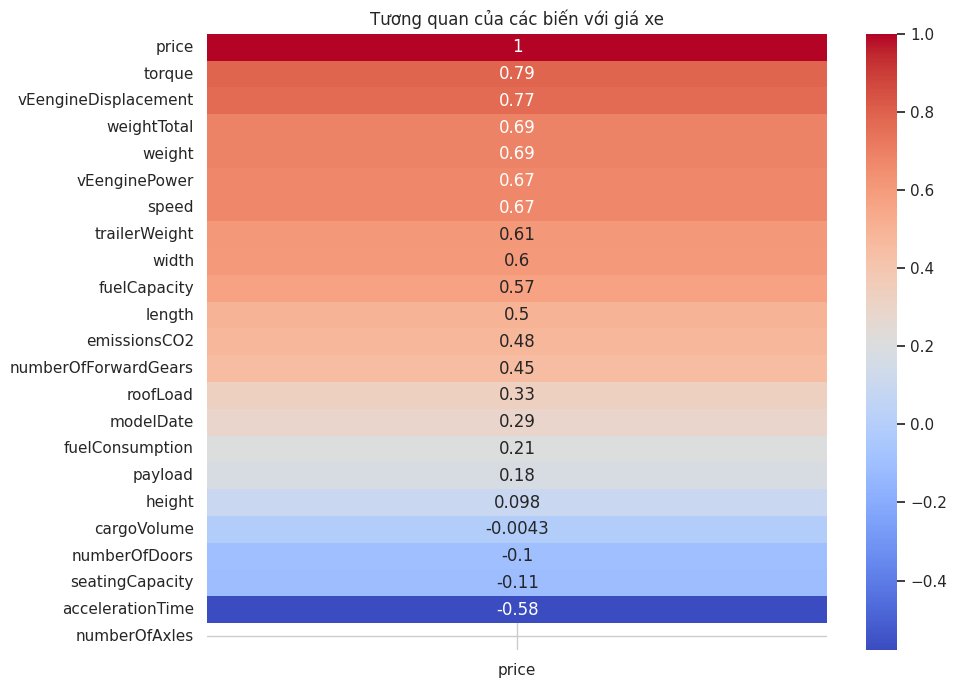 Tương quan của các biến với giá xe
price 1
torque 0.79
vEengineDisplacement 0.77
weightTotal 0.69
weight 0.69
vEenginePower 0.67
speed 0.67
trailerWeight 0.61
width 0.6
fuelCapacity 0.57
length 0.5
emissionsCO2 0.48
numberOfForwardGears 0.45
roofLoad 0.33
modelDate 0.29
fuelConsumption 0.21
payload 0.18
height 0.098
cargoVolume -0.0043
numberOfDoors -0.1
seatingCapacity -0.11
accelerationTime -0.58
numberOfAxles
price
1.0
0.8
0.6
0.4
0.2
0.0
−0.2
−0.4